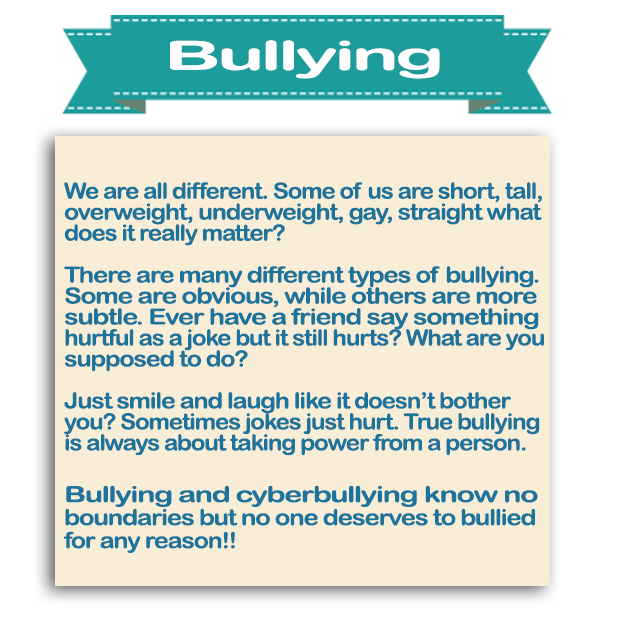 Bullying
We are all different. Some of us are short, tall,
overweight, underweight, gay, straight what
does it really matter?
There are many different types of bullying.
Some are obvious, while others are more
subtle. Ever have a friend say something
hurtful as a joke but it still hurts? What are you
supposed to do?
Just smile and laugh like it doesn't bother
you? Sometimes jokes just hurt. True bullying
is always about taking power from a person.
Bullying and cyberbullying know no
boundaries but no one deserves to bullied
for any reason!!